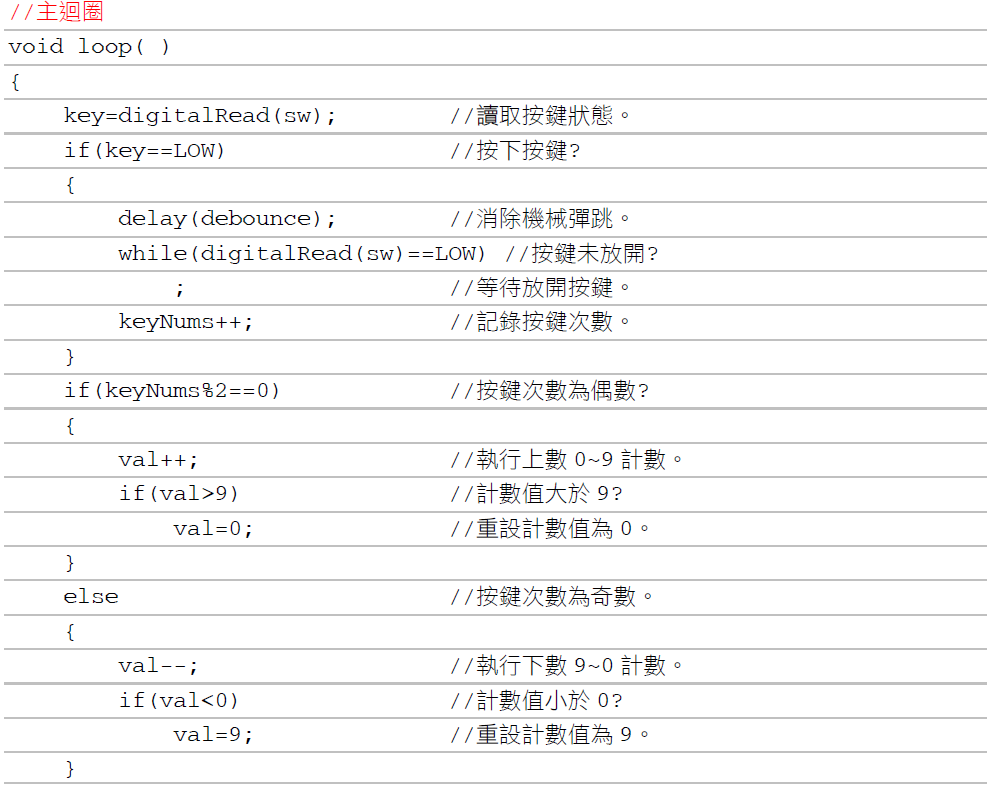 //主迴圈
void loop( )
{
    key=digitalRead(sw);        //讀取按鍵狀態。
    if(key==LOW)                //按下按鍵?
    {
        delay(debounce);        //消除機械彈跳。
        while(digitalRead(sw)==LOW) //按鍵未放開?
            ;                   //等待放開按鍵。
        keyNums++;              //記錄按鍵次數。
    }
    if(keyNums%2==0)            //按鍵次數為偶數?
    {
        val++;                  //執行上數 0~9 計數。
        if(val>9)               //計數值大於 9?
            val=0;              //重設計數值為 0。
    }
    else                        //按鍵次數為奇數。
    {
        val--;                  //執行下數 9~0 計數。
        if(val<0)               //計數值小於 0?
            val=9;              //重設計數值為 9。
    }